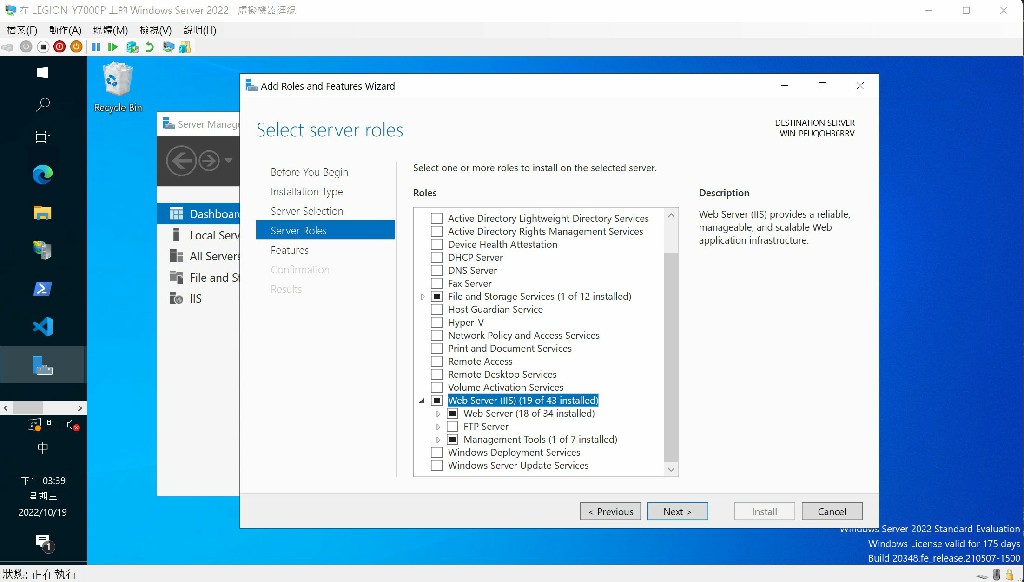 在 LEGION-Y7000P 上的 Windows Server 2022 - 虛擬機器連線
檔案(F) 動作(A) 媒體(M) 檢視(V) 說明(H)
Recycle Bin
Server Manag
Dashboar
Local Serv
All Servers
File and St
IIS
Add Roles and Features Wizard
Select server roles
DESTINATION SERVER
Before You Begin
Installation Type
Server Selection
Server Roles
Features
Confirmation
Results
Select one or more roles to install on the selected server.
Roles
Active Directory Lightweight Directory Services
Active Directory Rights Management Services
Device Health Attestation
DHCP Server
DNS Server
Fax Server
File and Storage Services (1 of 12 installed)
Host Guardian Service
Hyper-V
Network Policy and Access Services
Print and Document Services
Remote Access
Remote Desktop Services
Volume Activation Services
Web Server (IIS) (19 of 43 installed)
Web Server (18 of 34 installed)
FTP Server
Management Tools (1 of 7 installed)
Windows Deployment Services
Windows Server Update Services
Description
Web Server (IIS) provides a reliable,
manageable, and scalable Web
application infrastructure.
< Previous
Next >
Install
Cancel
中
下午 03:39
星期三
2022/10/19
1
Windows Server 2022 Standard Evaluation
Windows License valid for 175 days
Build 20348.fe_release.210507-1500
狀態: 正在執行